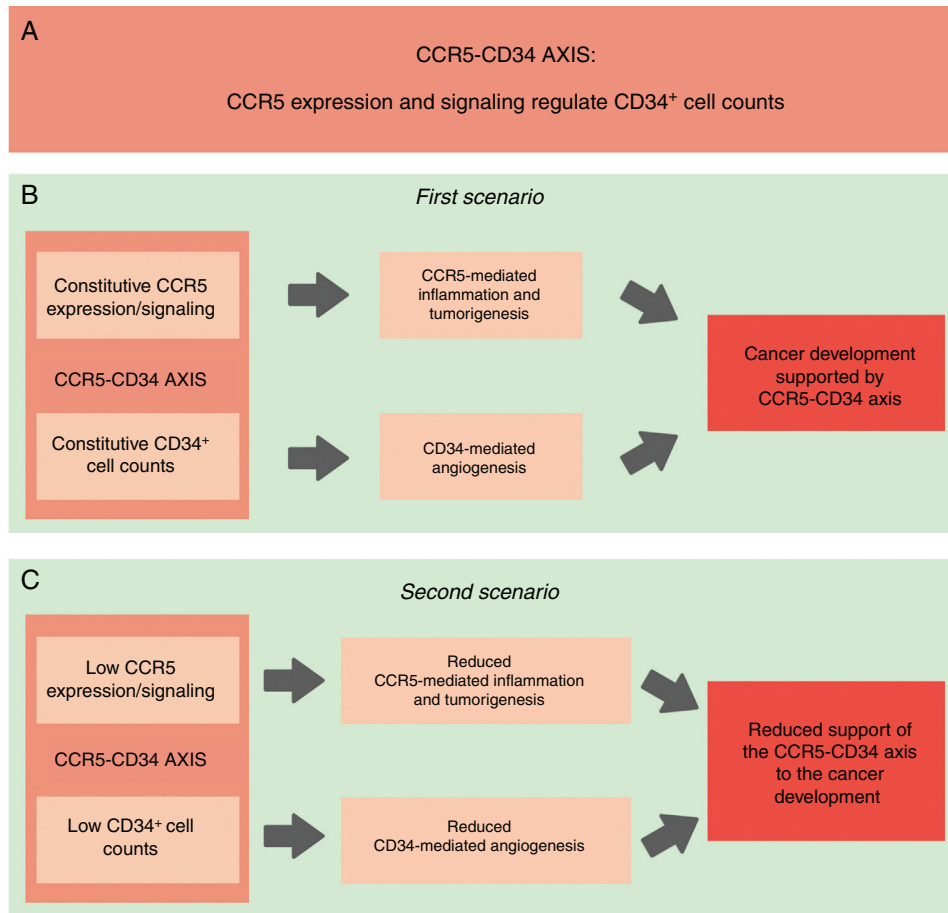 A
CCR5-CD34 AXIS:
CCR5 expression and signaling regulate CD34⁺ cell counts
B
First scenario
Constitutive CCR5
expression/signaling
CCR5-CD34 AXIS
Constitutive CD34⁺
cell counts
CCR5-mediated
inflammation and
tumorigenesis
CD34-mediated
angiogenesis
Cancer development
supported by
CCR5-CD34 axis
C
Second scenario
Low CCR5
expression/signaling
CCR5-CD34 AXIS
Low CD34⁺ cell
counts
Reduced
CCR5-mediated inflammation
and tumorigenesis
Reduced
CD34-mediated angiogenesis
Reduced support of
the CCR5-CD34 axis
to the cancer
development